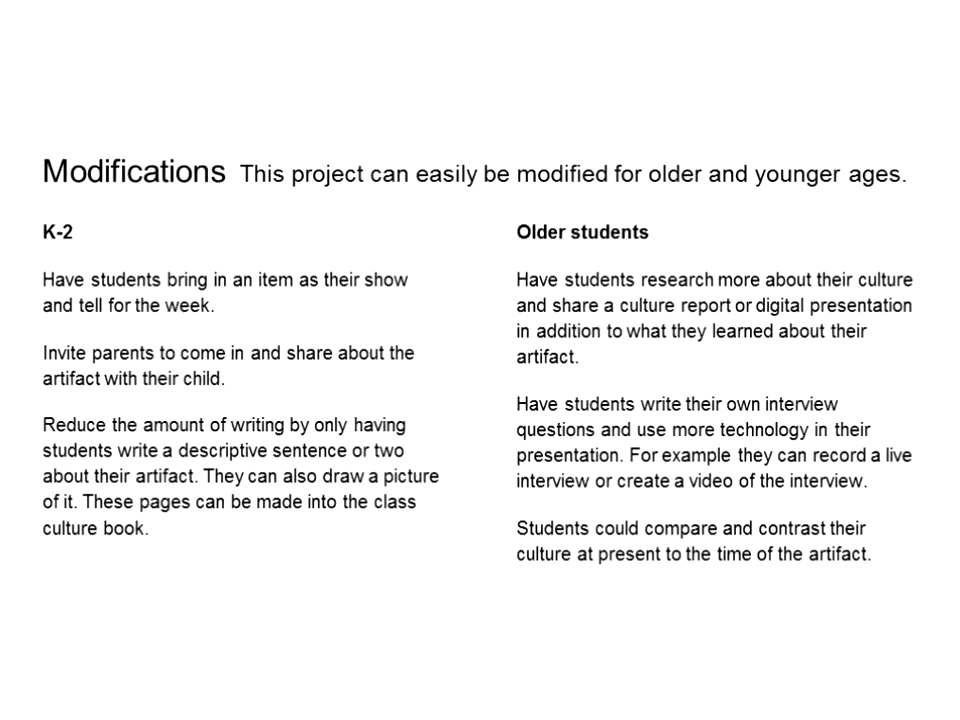 Modifications This project can easily be modified for older and younger ages.
K-2
Have students bring in an item as their show
and tell for the week.
Invite parents to come in and share about the
artifact with their child.
Reduce the amount of writing by only having
students write a descriptive sentence or two
about their artifact. They can also draw a picture
of it. These pages can be made into the class
culture book.
Older students
Have students research more about their culture
and share a culture report or digital presentation
in addition to what they learned about their
artifact.
Have students write their own interview
questions and use more technology in their
presentation. For example they can record a live
interview or create a video of the interview.
Students could compare and contrast their
culture at present to the time of the artifact.